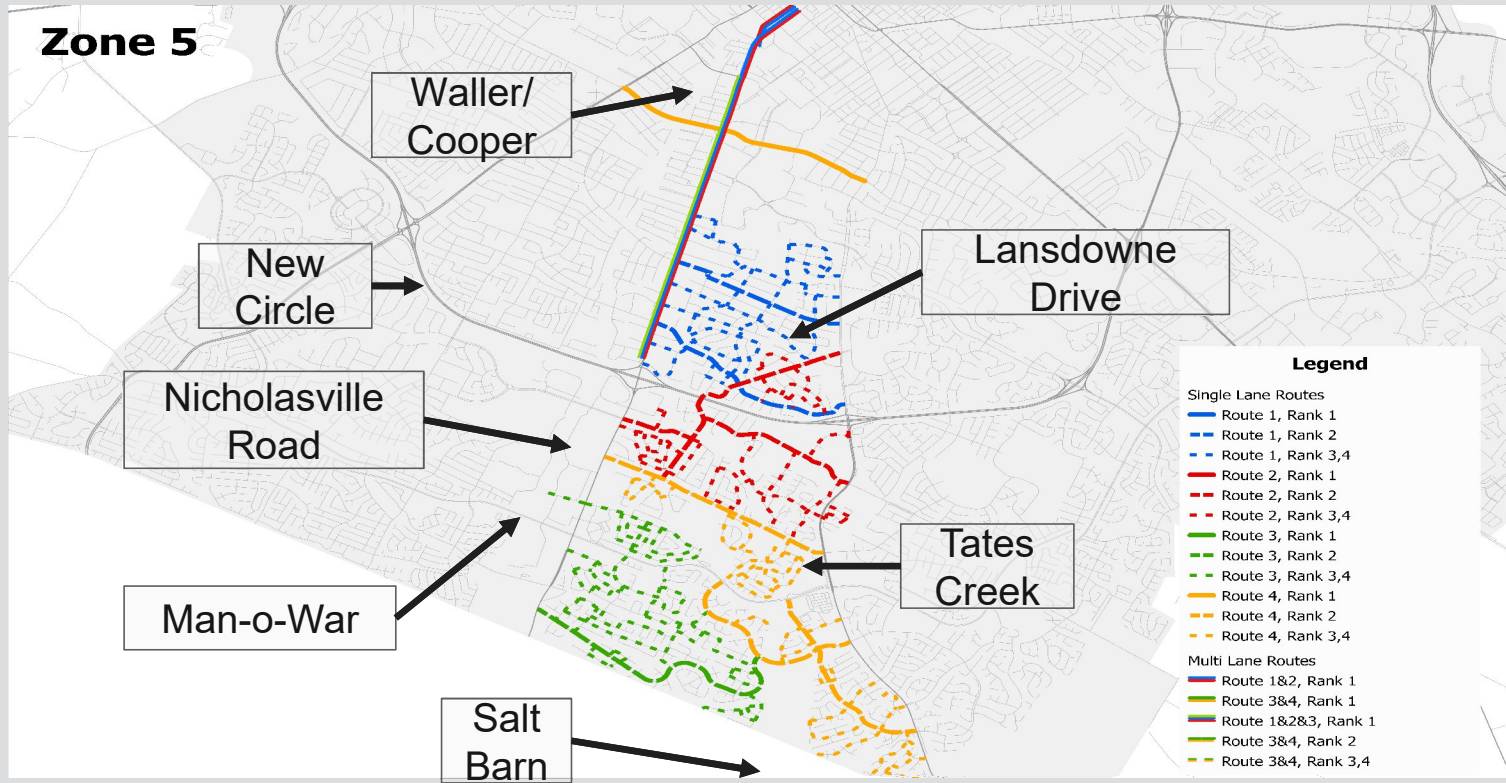 Zone 5
Waller/
Cooper
New
Circle
Lansdowne
Drive
Nicholasville
Road
Tates
Creek
Man-o-War
Salt
Barn
Legend
Single Lane Routes
Route 1, Rank 1
Route 1, Rank 2
Route 1, Rank 3,4
Route 2, Rank 1
Route 2, Rank 2
Route 2, Rank 3,4
Route 3, Rank 1
Route 3, Rank 2
Route 3, Rank 3,4
Route 4, Rank 1
Route 4, Rank 2
Route 4, Rank 3,4
Multi Lane Routes
Route 1&2, Rank 1
Route 3&4, Rank 1
Route 1&2&3, Rank 1
Route 3&4, Rank 2
Route 3&4, Rank 3,4